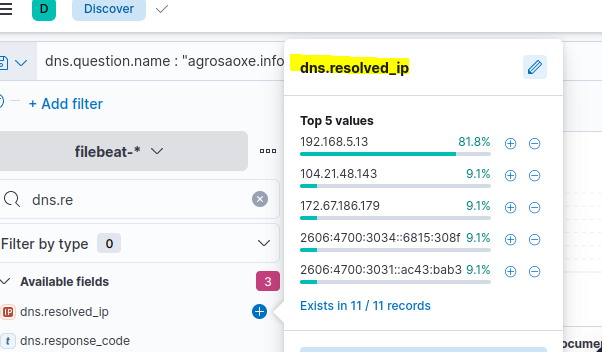 D
Discover
dns.question.name : "agrosaoxe.info
+ Add filter
filebeat-*
dns.re
Filter by type 0
Available fields 3
IP dns.resolved_ip
t dns.response_code
dns.resolved_ip
Top 5 values
192.168.5.13 81.8%
104.21.48.143 9.1%
172.67.186.179 9.1%
2606:4700:3034::6815:308f 9.1%
2606:4700:3031::ac43:bab3 9.1%
Exists in 11 / 11 records